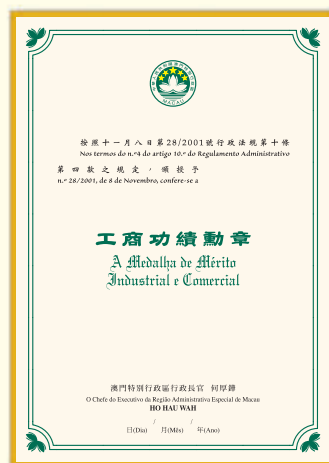 MACAU
按照十一月八日第28/2001號行政法規第十條
Nos termos do n.º4 do artigo 10.º do Regulamento Administrativo
第四款之規定，頒授予
n.º 28/2001, de 8 de Novembro, confere-se a
工商功績勳章
A Medalha de Mérito
Industrial e Comercial
澳門特別行政區行政長官 何厚鏵
O Chefe do Executivo da Região Administrativa Especial de Macau
HO HAU WAH
/ /
日(Dia) 月(Mês) 年(Ano)